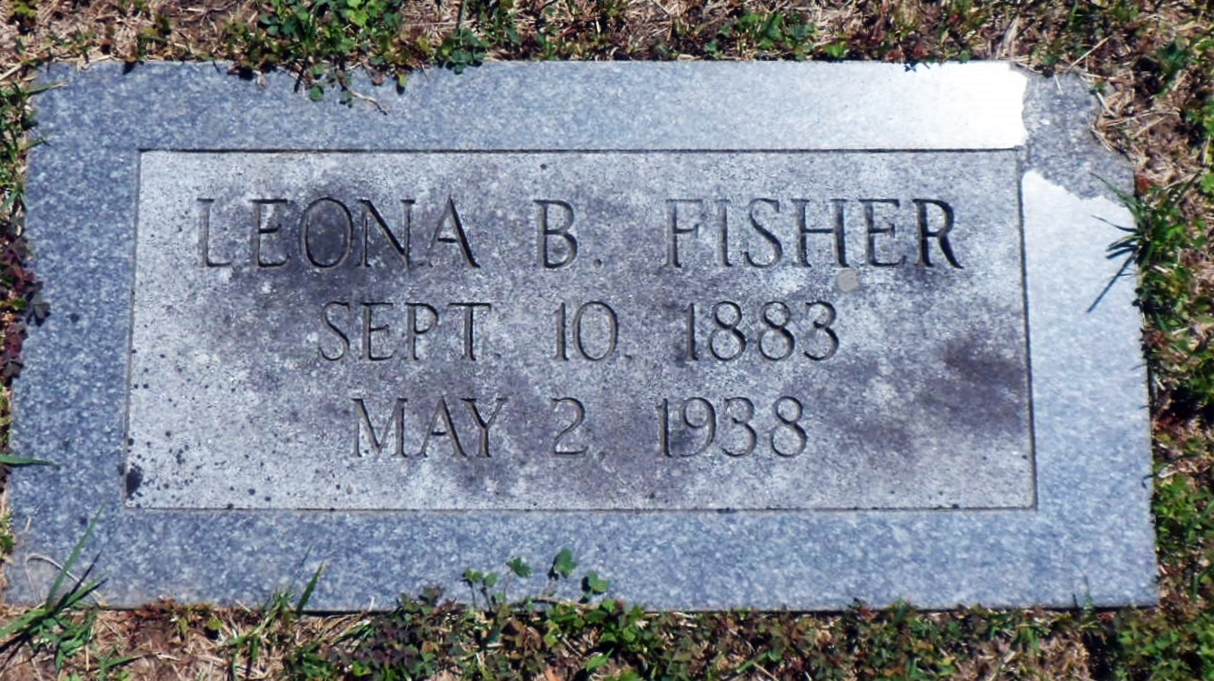 LEONA B. FISHER
SEPT. 10, 1883
MAY 2, 1938